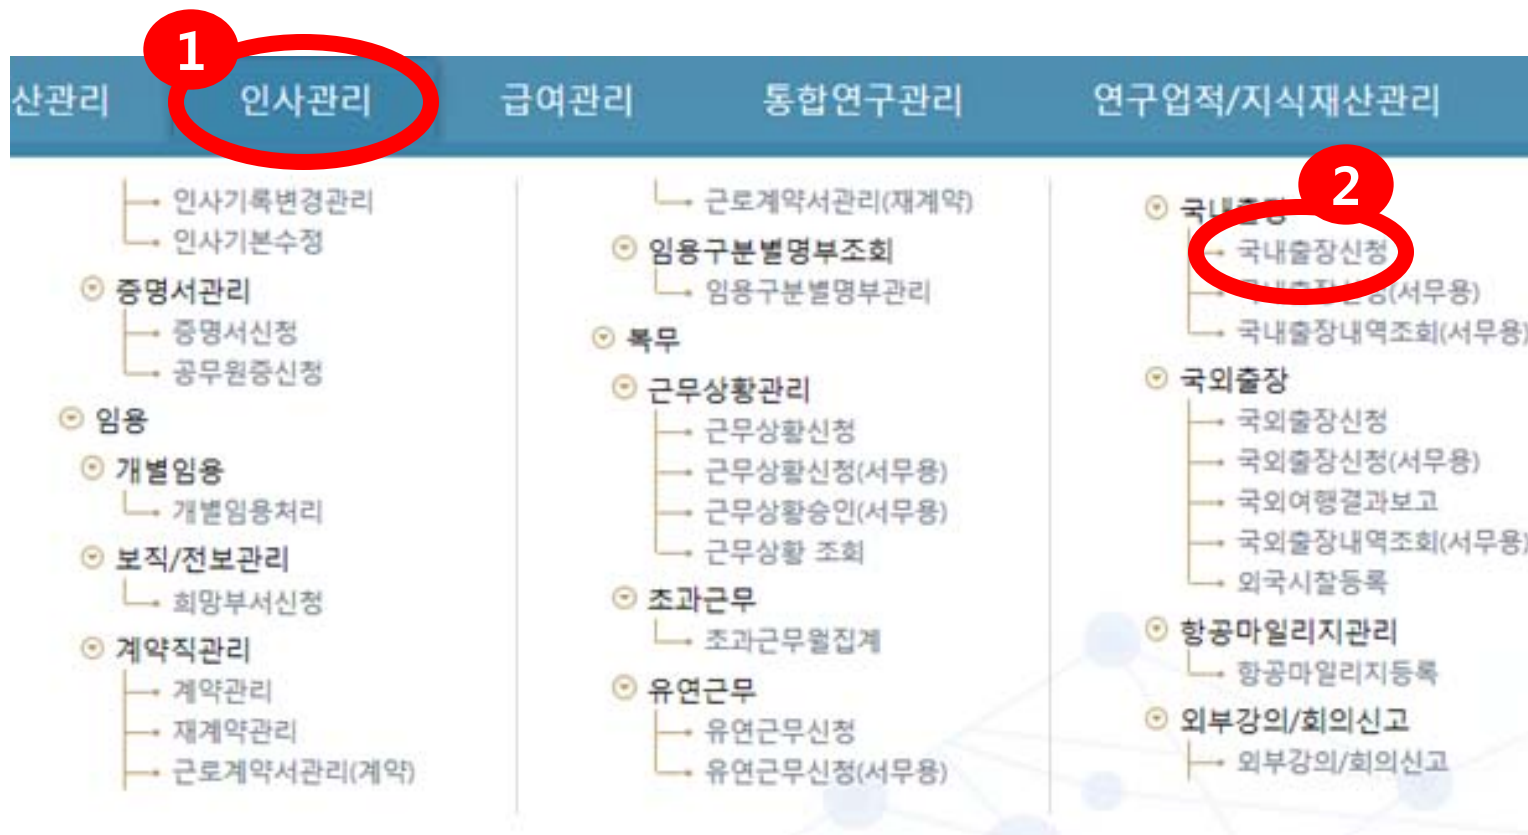 1
산관리 인사관리 급여관리 통합연구관리 연구업적/지식재산관리
인사기록변경관리
인사기본수정
증명서관리
증명서신청
공무원증신청
임용
개별임용
개별임용처리
보직/전보관리
희망부서신청
계약직관리
계약관리
재계약관리
근로계약서관리(계약)
근로계약서관리(재계약)
임용구분별명부조회
임용구분별명부관리
복무
근무상황관리
근무상황신청
근무상황신청(서무용)
근무상황승인(서무용)
근무상황 조회
초과근무
초과근무월집계
유연근무
유연근무신청
유연근무신청(서무용)
2
국내출장
국내출장신청
국내출장신청(서무용)
국내출장내역조회(서무용)
국외출장
국외출장신청
국외출장신청(서무용)
국외여행결과보고
국외출장내역조회(서무용)
외국시찰등록
항공마일리지관리
항공마일리지등록
외부강의/회의신고
외부강의/회의신고